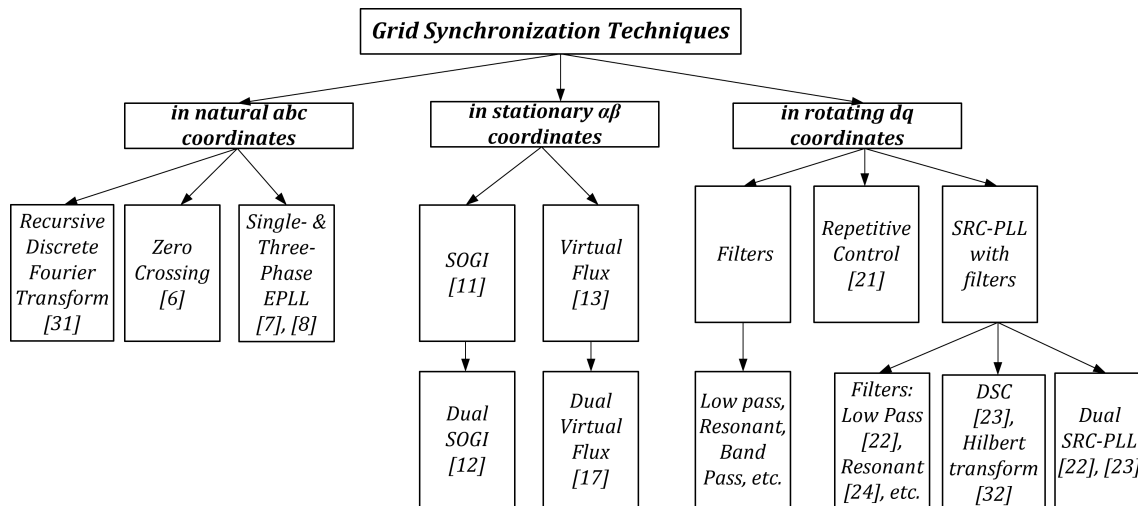 Grid Synchronization Techniques
in natural abc
coordinates
in stationary αβ
coordinates
in rotating dq
coordinates
Recursive
Discrete
Fourier
Transform
[31]
Zero
Crossing
[6]
Single- &
Three-
Phase
EPLL
[7], [8]
SOGI
[11]
Virtual
Flux
[13]
Filters
Repetitive
Control
[21]
SRC-PLL
with
filters
Dual
SOGI
[12]
Dual
Virtual
Flux
[17]
Low pass,
Resonant,
Band
Pass, etc.
Filters:
Low Pass
[22],
Resonant
[24], etc.
DSC
[23],
Hilbert
transform
[32]
Dual
SRC-PLL
[22], [23]